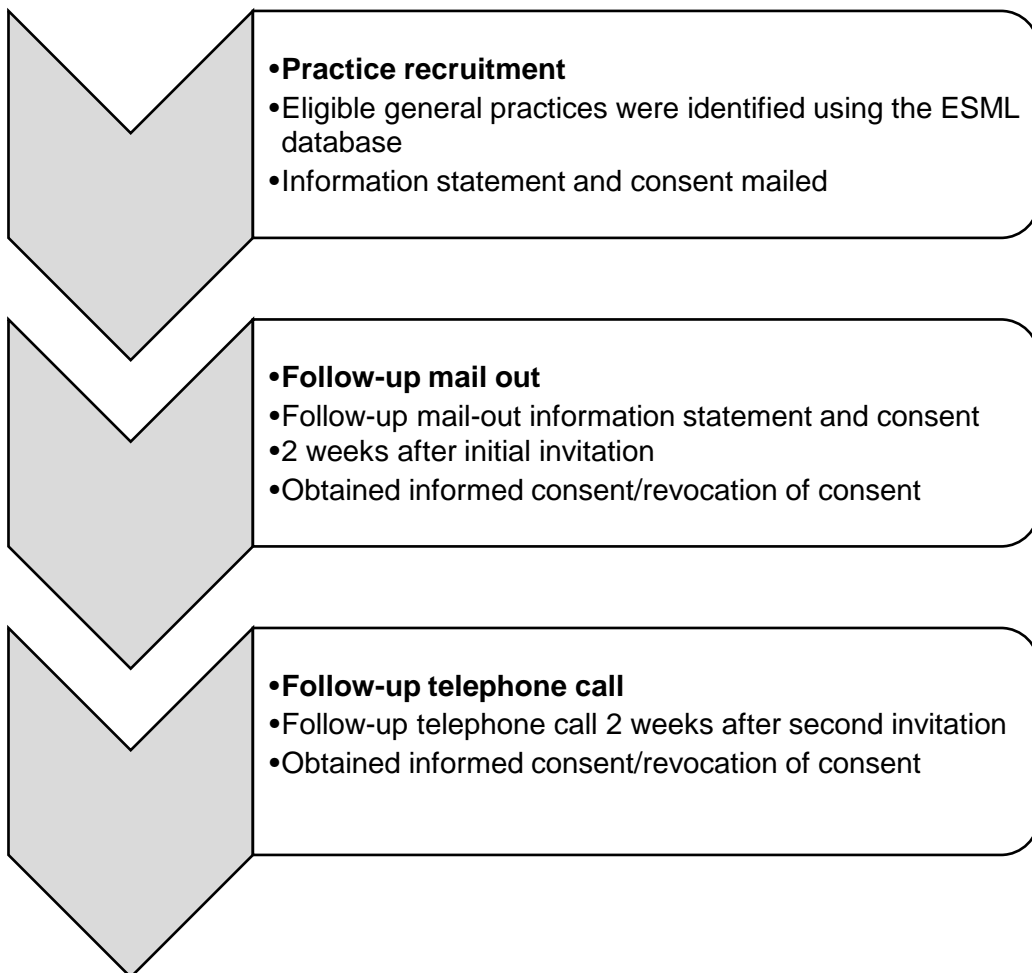 •Practice recruitment
•Eligible general practices were identified using the ESML
database
•Information statement and consent mailed
•Follow-up mail out
•Follow-up mail-out information statement and consent
•2 weeks after initial invitation
•Obtained informed consent/revocation of consent
•Follow-up telephone call
•Follow-up telephone call 2 weeks after second invitation
•Obtained informed consent/revocation of consent